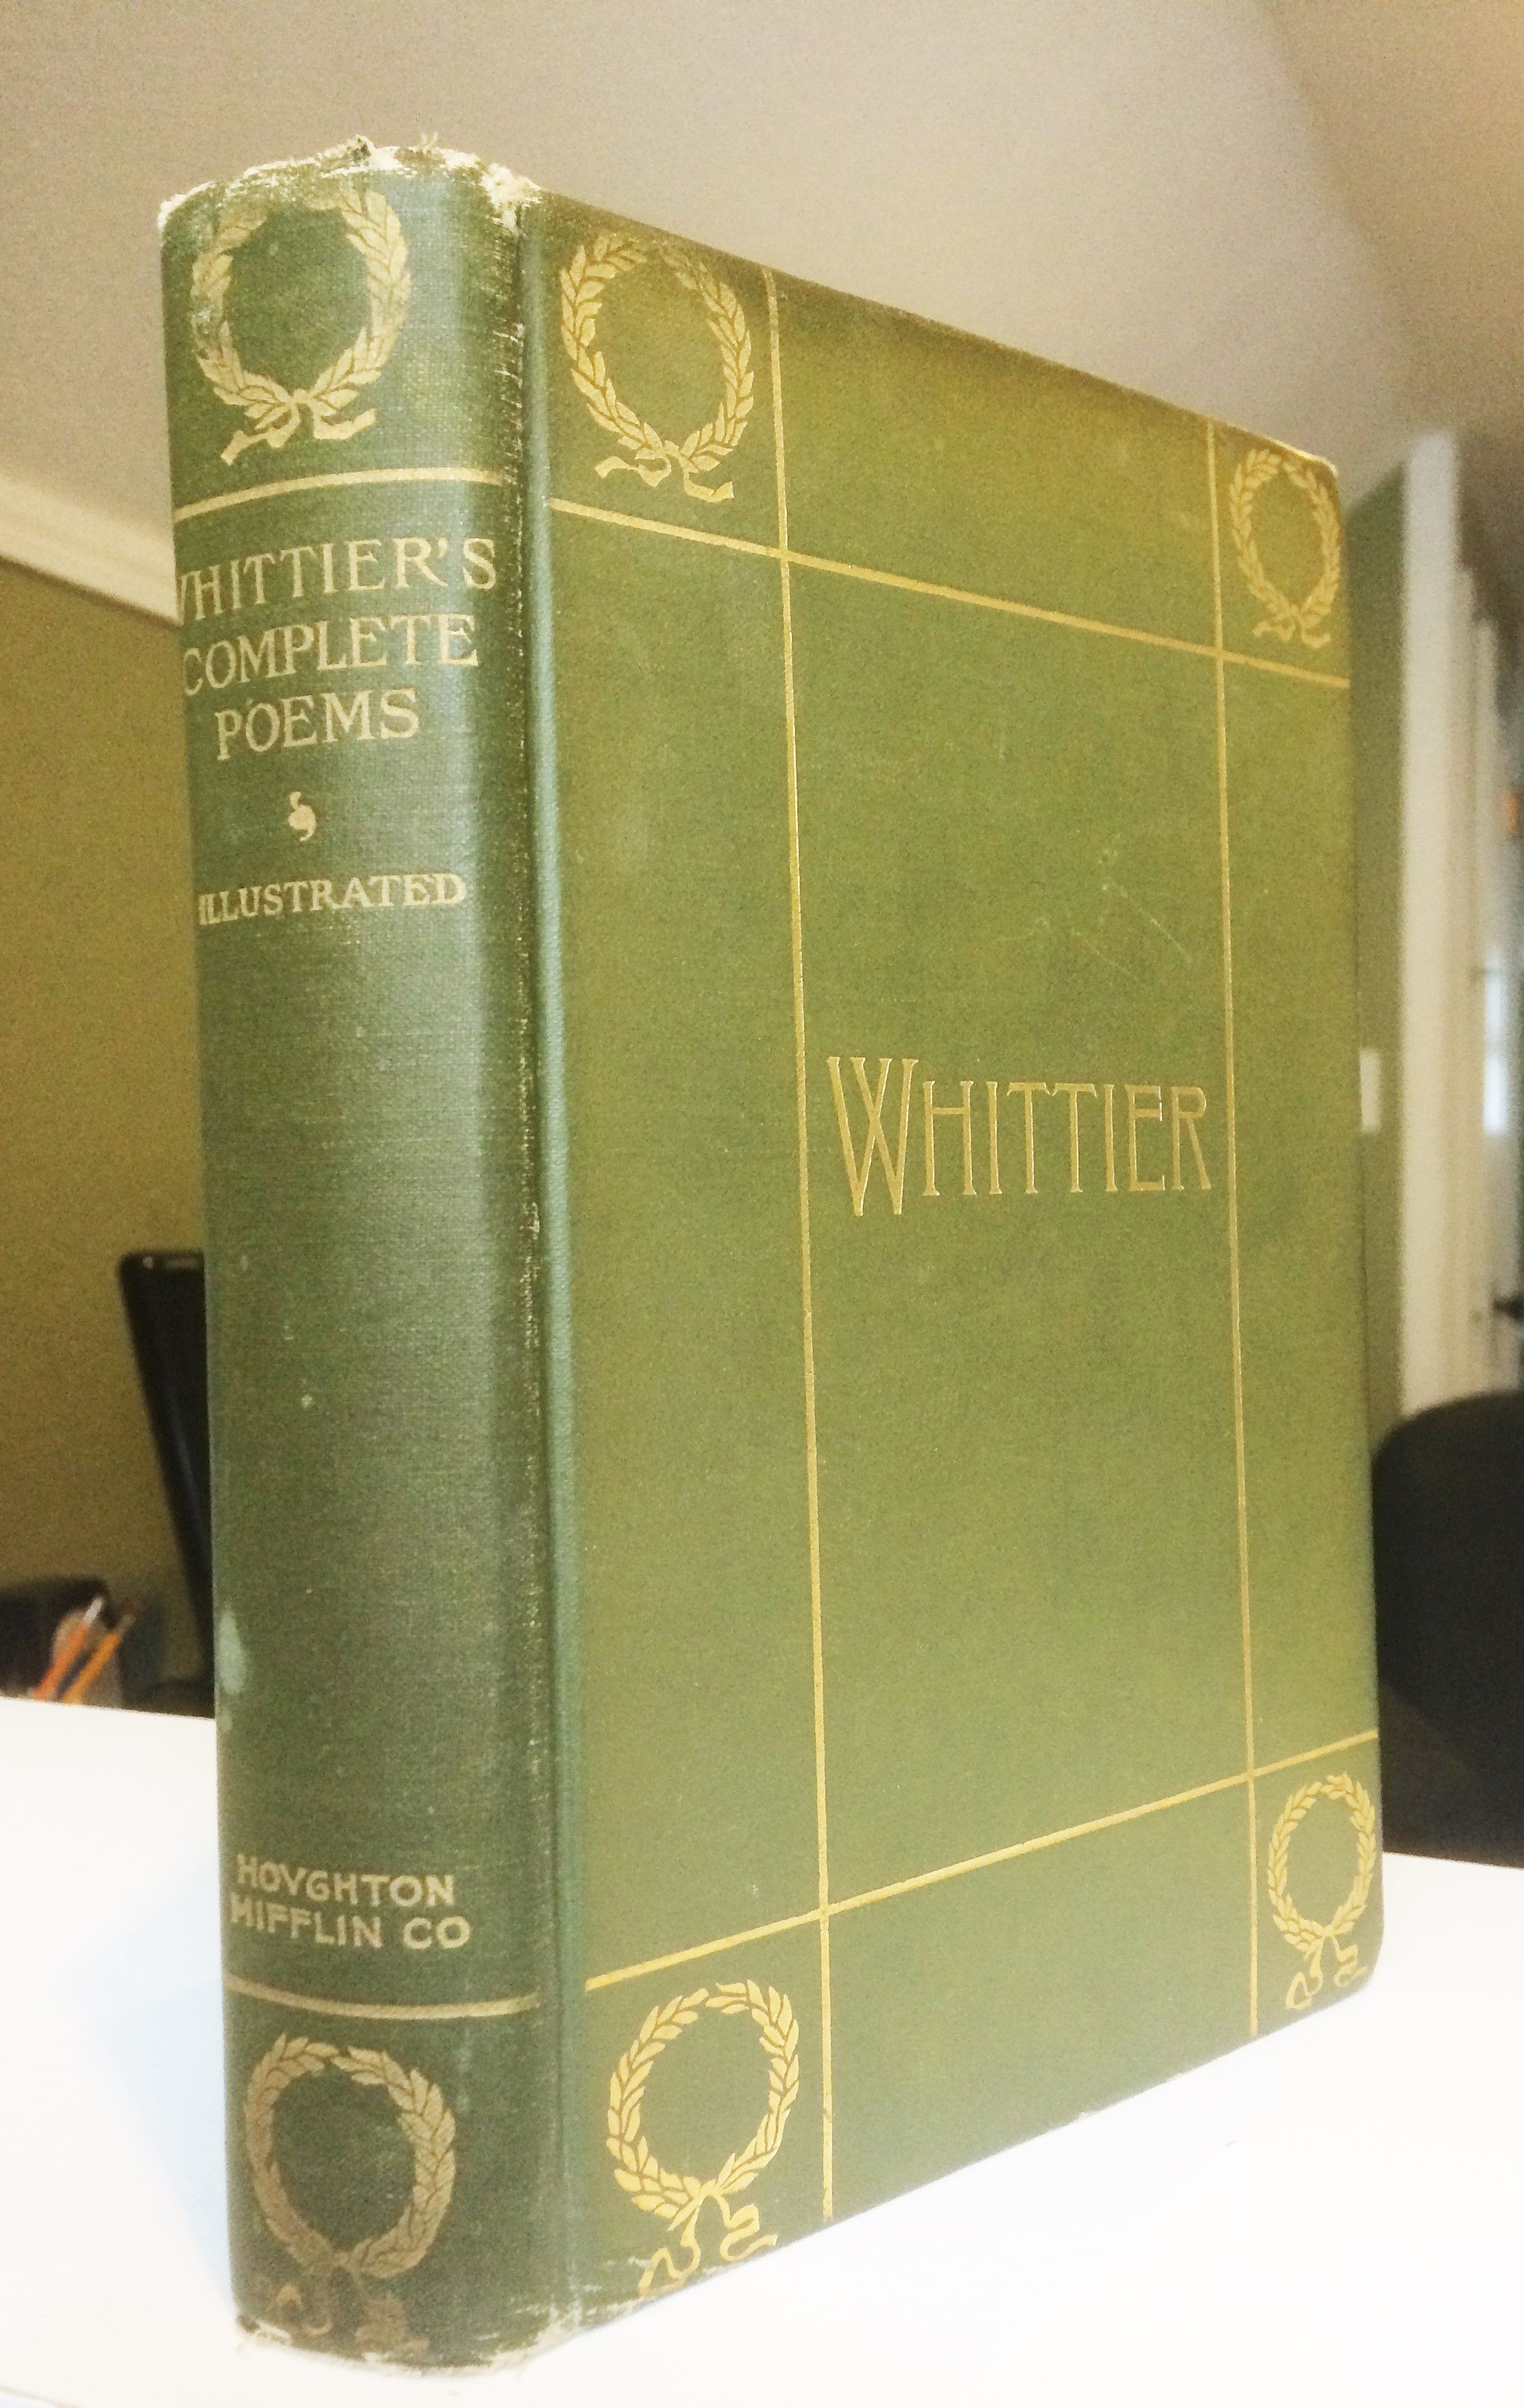 WHITTIER'S
COMPLETE
POEMS
ILLUSTRATED
HOVGHTON
MIFFLIN CO
WHITTIER